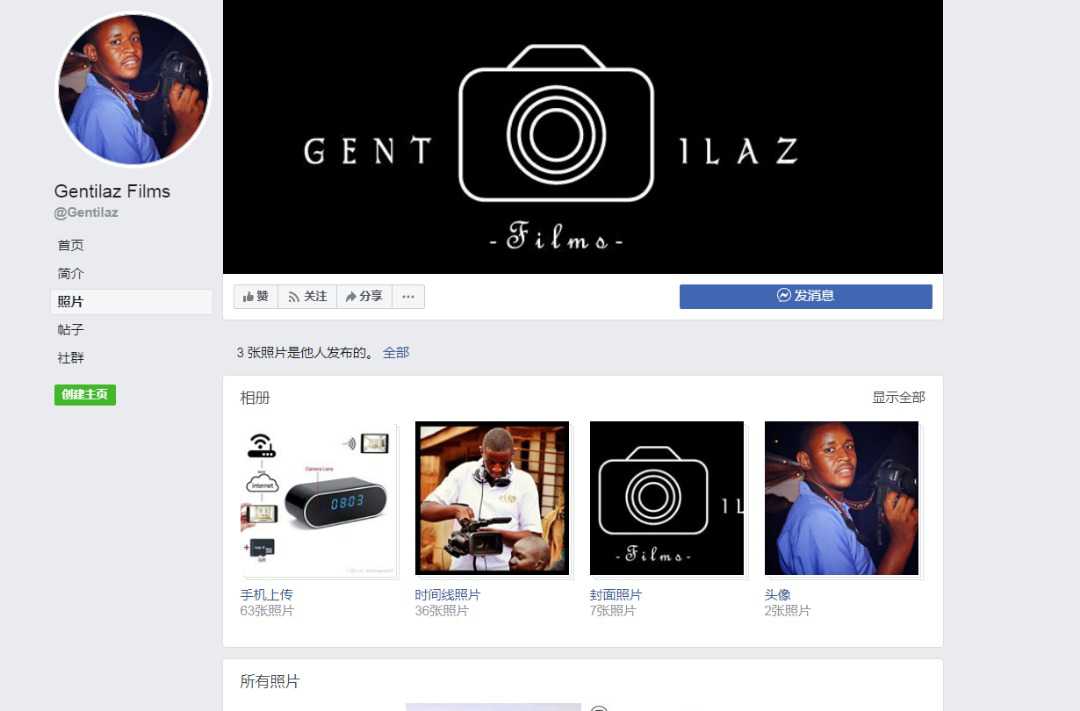 Gentilaz Films
@Gentilaz
首页
简介
照片
帖子
社群
创建主页
GENT ILAZ
-Films-
赞 关注 分享 ...
发消息
3 张照片是他人发布的。 全部
相册 显示全部
internet
Camera Lens
0803
IL
-Films-
手机上传 时间线照片 封面照片 头像
63张照片 36张照片 7张照片 2张照片
所有照片